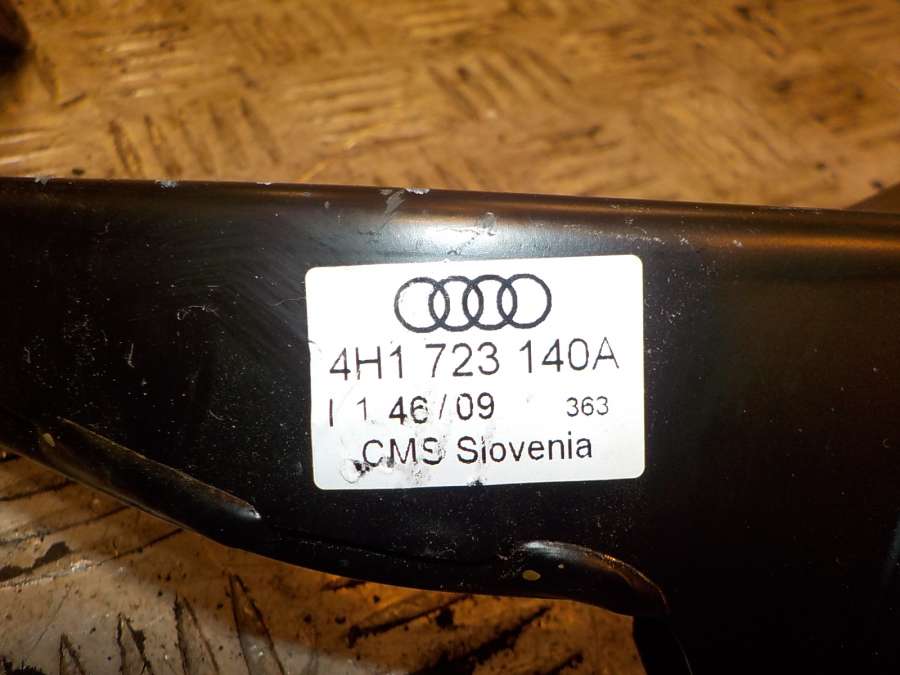 4H1 723 140A
I 1 46/09 363
CMS Slovenia